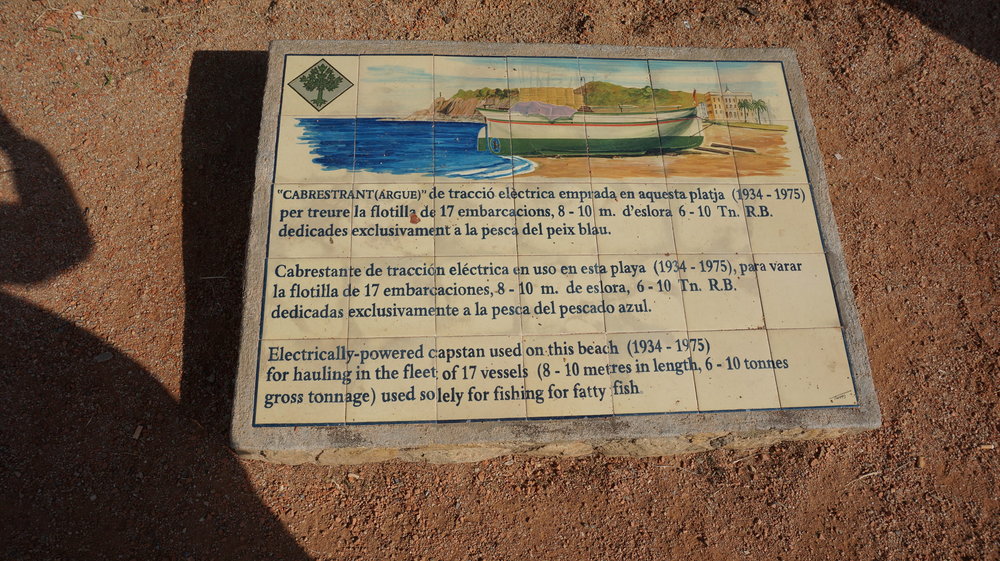 "CABRESTRANT(ARGUE)" de tracció elèctrica emprada en aquesta platja (1934 - 1975)
per treure la flotilla de 17 embarcacions, 8 - 10 m. d'eslora 6 - 10 Tn. R.B.
dedicades exclusivament a la pesca del peix blau.
Cabrestante de tracción eléctrica en uso en esta playa (1934 - 1975), para varar
la flotilla de 17 embarcaciones, 8 - 10 m. de eslora, 6 - 10 Tn. R.B.
dedicadas exclusivamente a la pesca del pescado azul.
Electrically-powered capstan used on this beach (1934 - 1975)
for hauling in the fleet of 17 vessels (8 - 10 metres in length, 6 - 10 tonnes
gross tonnage) used solely for fishing for fatty fish